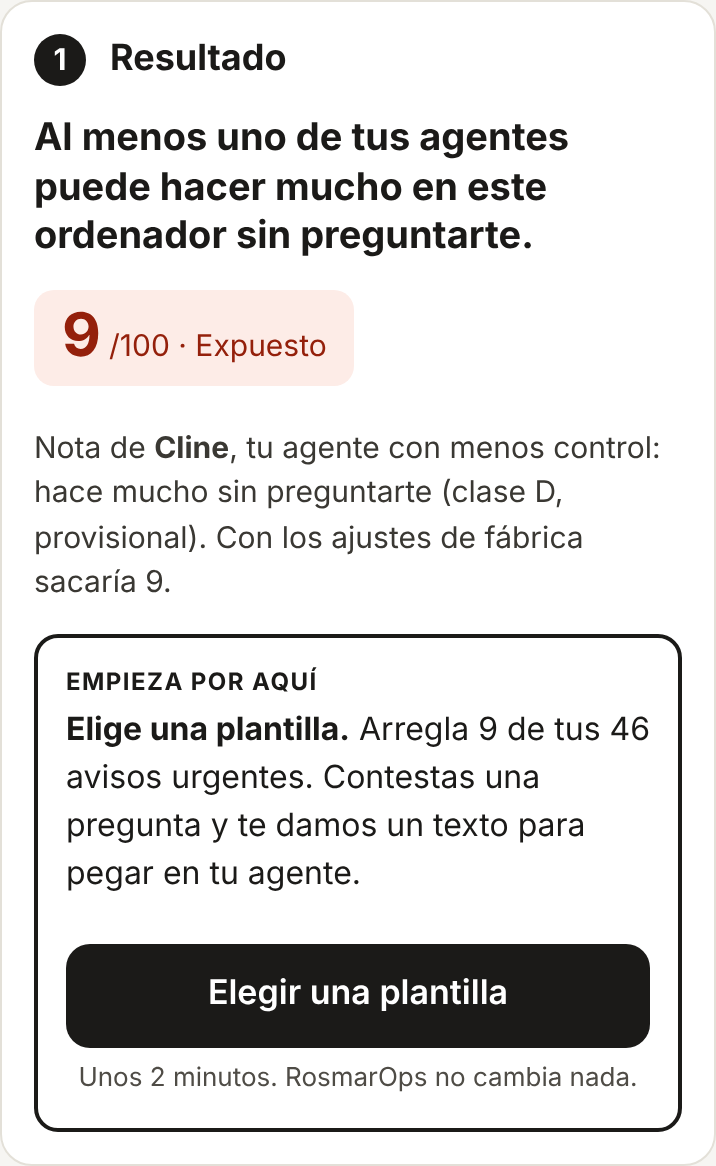 1 Resultado
Al menos uno de tus agentes
puede hacer mucho en este
ordenador sin preguntarte.
9 /100 · Expuesto
Nota de Cline, tu agente con menos control:
hace mucho sin preguntarte (clase D,
provisional). Con los ajustes de fábrica
sacaría 9.
EMPIEZA POR AQUÍ
Elige una plantilla. Arregla 9 de tus 46
avisos urgentes. Contestas una
pregunta y te damos un texto para
pegar en tu agente.
Elegir una plantilla
Unos 2 minutos. RosmarOps no cambia nada.